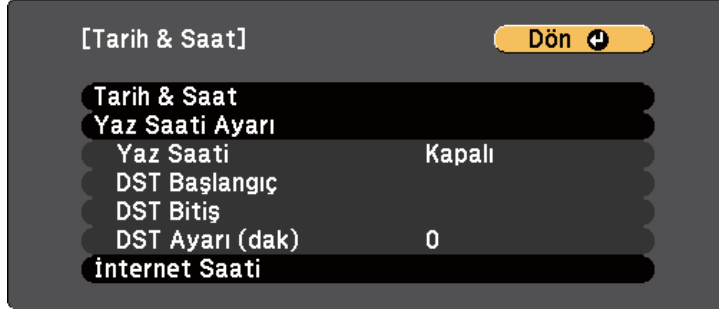 [Tarih & Saat] Dön
Tarih & Saat
Yaz Saati Ayarı
Yaz Saati Kapalı
DST Başlangıç
DST Bitiş
DST Ayarı (dak) 0
İnternet Saati